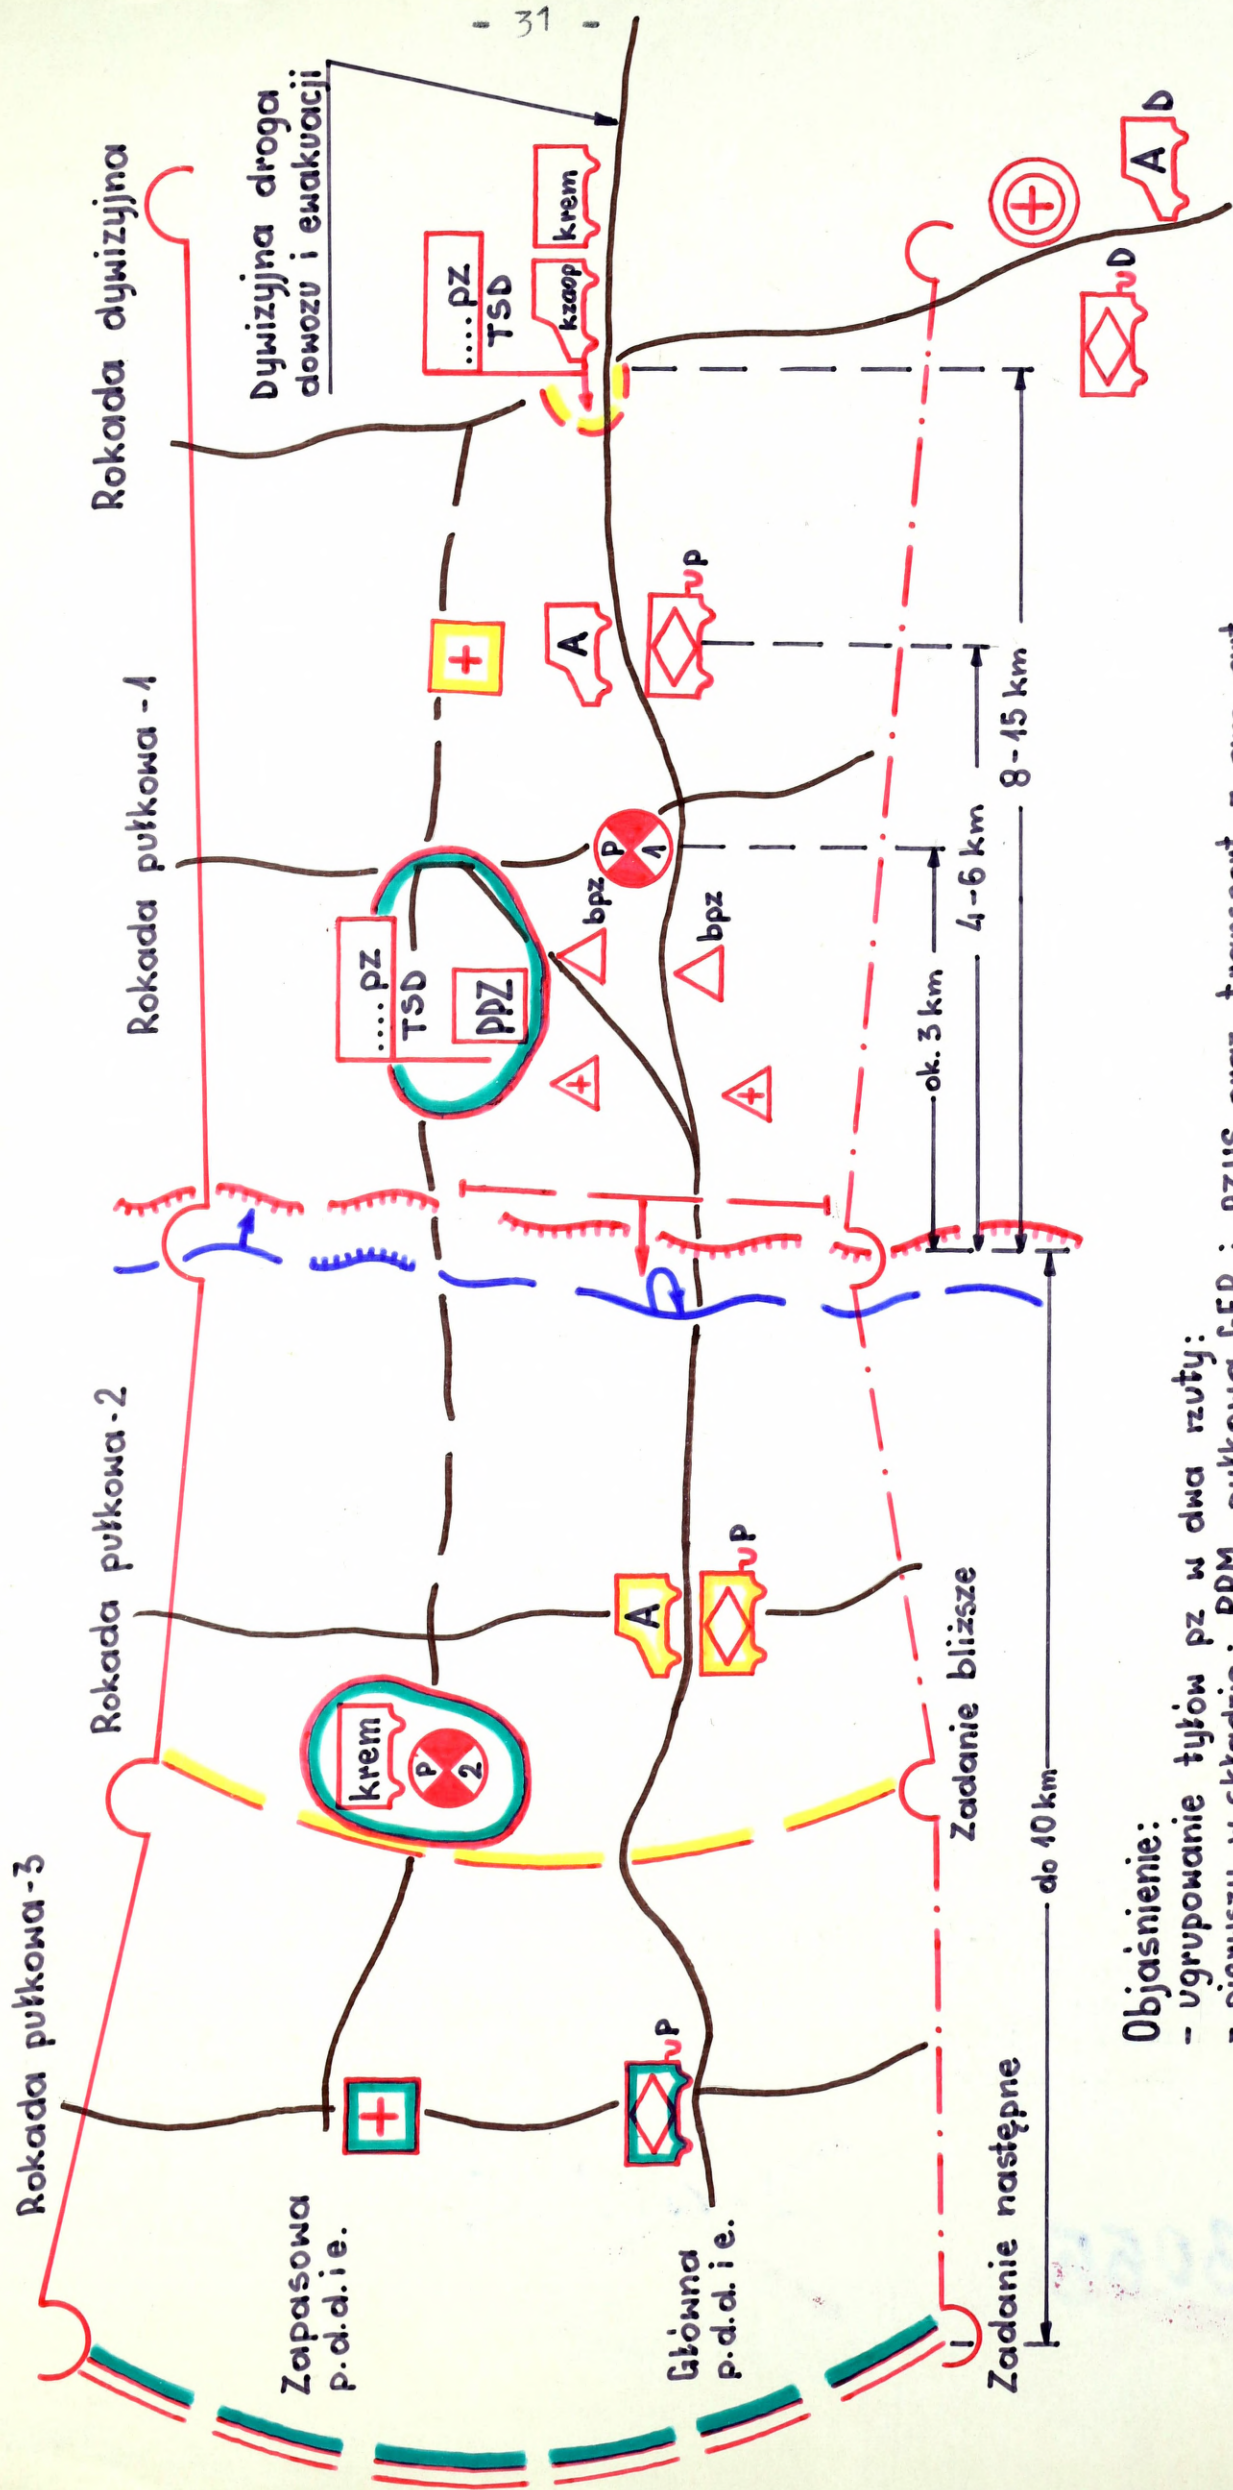 - 31 -
Rokada pułkowa-3
Rokada pułkowa-2
Rokada pułkowa -1
Rokada dywizyjna
Dywizyjna droga
dowozu i ewakuacji
.....pz
TSD
kzaop
krem
.....pz
TSD
PPZ
bpz
bpz
P
1
A
P
D
A
D
krem
P
2
A
P
P
Zapasowa
p.d.d.i e.
Główna
p.d.d.i e.
Zadanie bliższe
Zadanie następne
ok. 3 km
4-6 km
8-15 km
do 10 km
Objaśnienie:
- ugrupowanie tyłów pz w dwa rzuty: